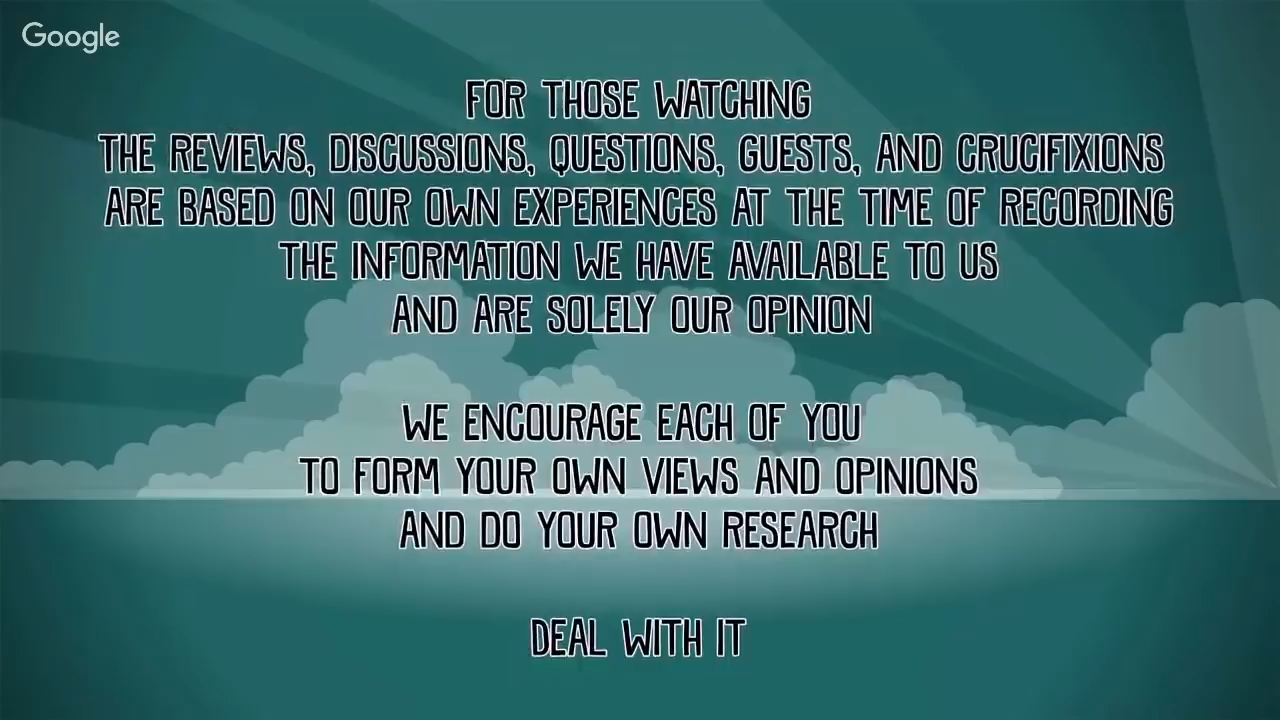 Google
FOR THOSE WATCHING
THE REVIEWS, DISCUSSIONS, QUESTIONS, GUESTS, AND CRUCIFIXIONS
ARE BASED ON OUR OWN EXPERIENCES AT THE TIME OF RECORDING
THE INFORMATION WE HAVE AVAILABLE TO US
AND ARE SOLELY OUR OPINION
WE ENCOURAGE EACH OF YOU
TO FORM YOUR OWN VIEWS AND OPINIONS
AND DO YOUR OWN RESEARCH
DEAL WITH IT